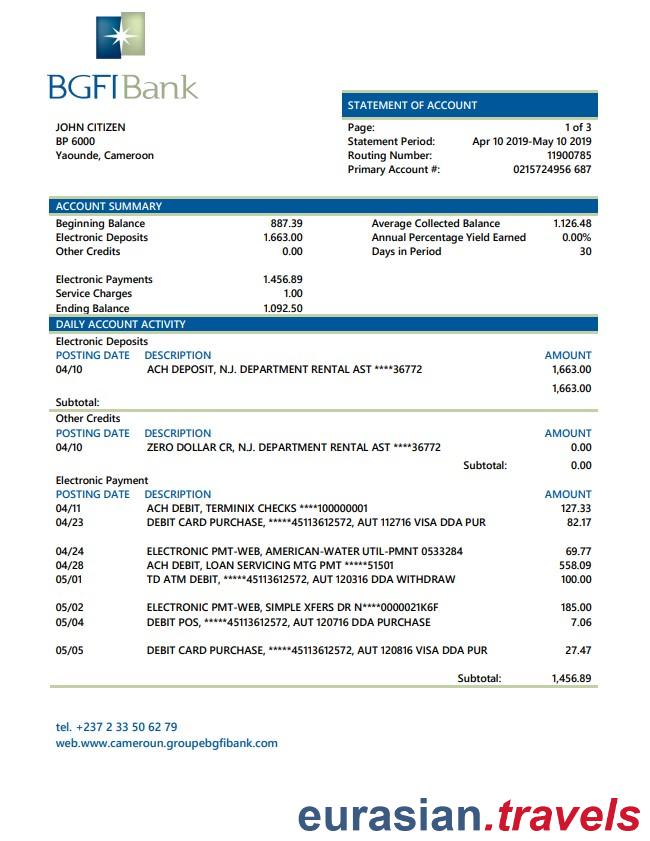 BGFIBank
STATEMENT OF ACCOUNT
JOHN CITIZEN
BP 6000
Yaounde, Cameroon
Page: 1 of 3
Statement Period: Apr 10 2019-May 10 2019
Routing Number: 11900785
Primary Account #: 0215724956 687
ACCOUNT SUMMARY
Beginning Balance 887.39 Average Collected Balance 1.126.48
Electronic Deposits 1.663.00 Annual Percentage Yield Earned 0.00%
Other Credits 0.00 Days in Period 30
Electronic Payments 1.456.89
Service Charges 1.00
Ending Balance 1.092.50
DAILY ACCOUNT ACTIVITY
Electronic Deposits
POSTING DATE DESCRIPTION AMOUNT
04/10 ACH DEPOSIT, N.J. DEPARTMENT RENTAL AST ****36772 1,663.00
1,663.00
Subtotal:
Other Credits
POSTING DATE DESCRIPTION AMOUNT
04/10 ZERO DOLLAR CR, N.J. DEPARTMENT RENTAL AST ****36772 0.00
Subtotal: 0.00
Electronic Payment
POSTING DATE DESCRIPTION AMOUNT
04/11 ACH DEBIT, TERMINIX CHECKS ****100000001 127.33
04/23 DEBIT CARD PURCHASE, *****45113612572, AUT 112716 VISA DDA PUR 82.17
04/24 ELECTRONIC PMT-WEB, AMERICAN-WATER UTIL-PMNT 0533284 69.77
04/28 ACH DEBIT, LOAN SERVICING MTG PMT *****51501 558.09
05/01 TD ATM DEBIT, *****45113612572, AUT 120316 DDA WITHDRAW 100.00
05/02 ELECTRONIC PMT-WEB, SIMPLE XFERS DR N****0000021K6F 185.00
05/04 DEBIT POS, *****45113612572, AUT 120716 DDA PURCHASE 7.06
05/05 DEBIT CARD PURCHASE, *****45113612572, AUT 120816 VISA DDA PUR 27.47
Subtotal: 1,456.89
tel. +237 2 33 50 62 79
web.www.cameroun.groupebgfibank.com
eurasian.travels